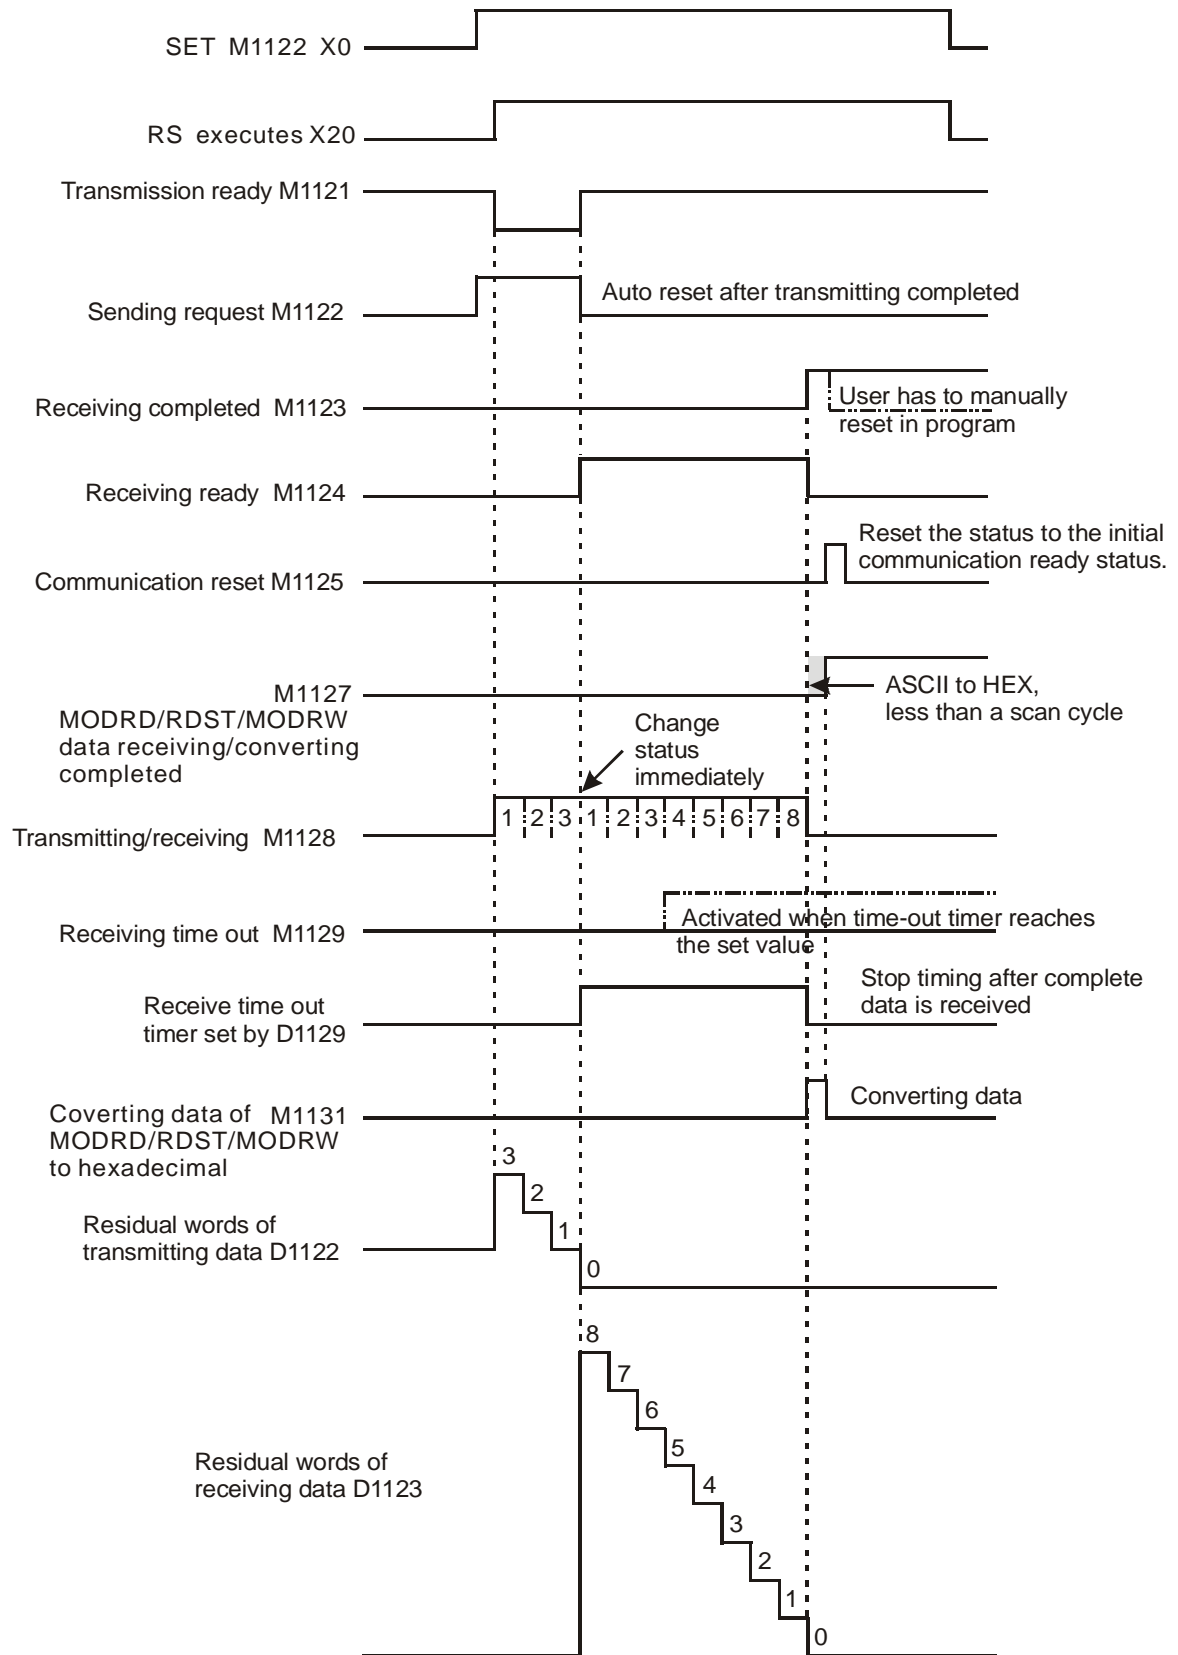 SET M1122 X0
RS executes X20
Transmission ready M1121
Sending request M1122
Auto reset after transmitting completed
Receiving completed M1123
User has to manually
reset in program
Receiving ready M1124
Communication reset M1125
Reset the status to the initial
communication ready status.
M1127
MODRD/RDST/MODRW
data receiving/converting
completed
ASCII to HEX,
less than a scan cycle
Change
status
immediately
Transmitting/receiving M1128
1 2 3 1 2 3 4 5 6 7 8
Receiving time out M1129
Activated when time-out timer reaches
the set value
Receive time out
timer set by D1129
Stop timing after complete
data is received
Coverting data of M1131
MODRD/RDST/MODRW
to hexadecimal
Converting data
Residual words of
transmitting data D1122
3
2
1
0
Residual words of
receiving data D1123
8
7
6
5
4
3
2
1
0